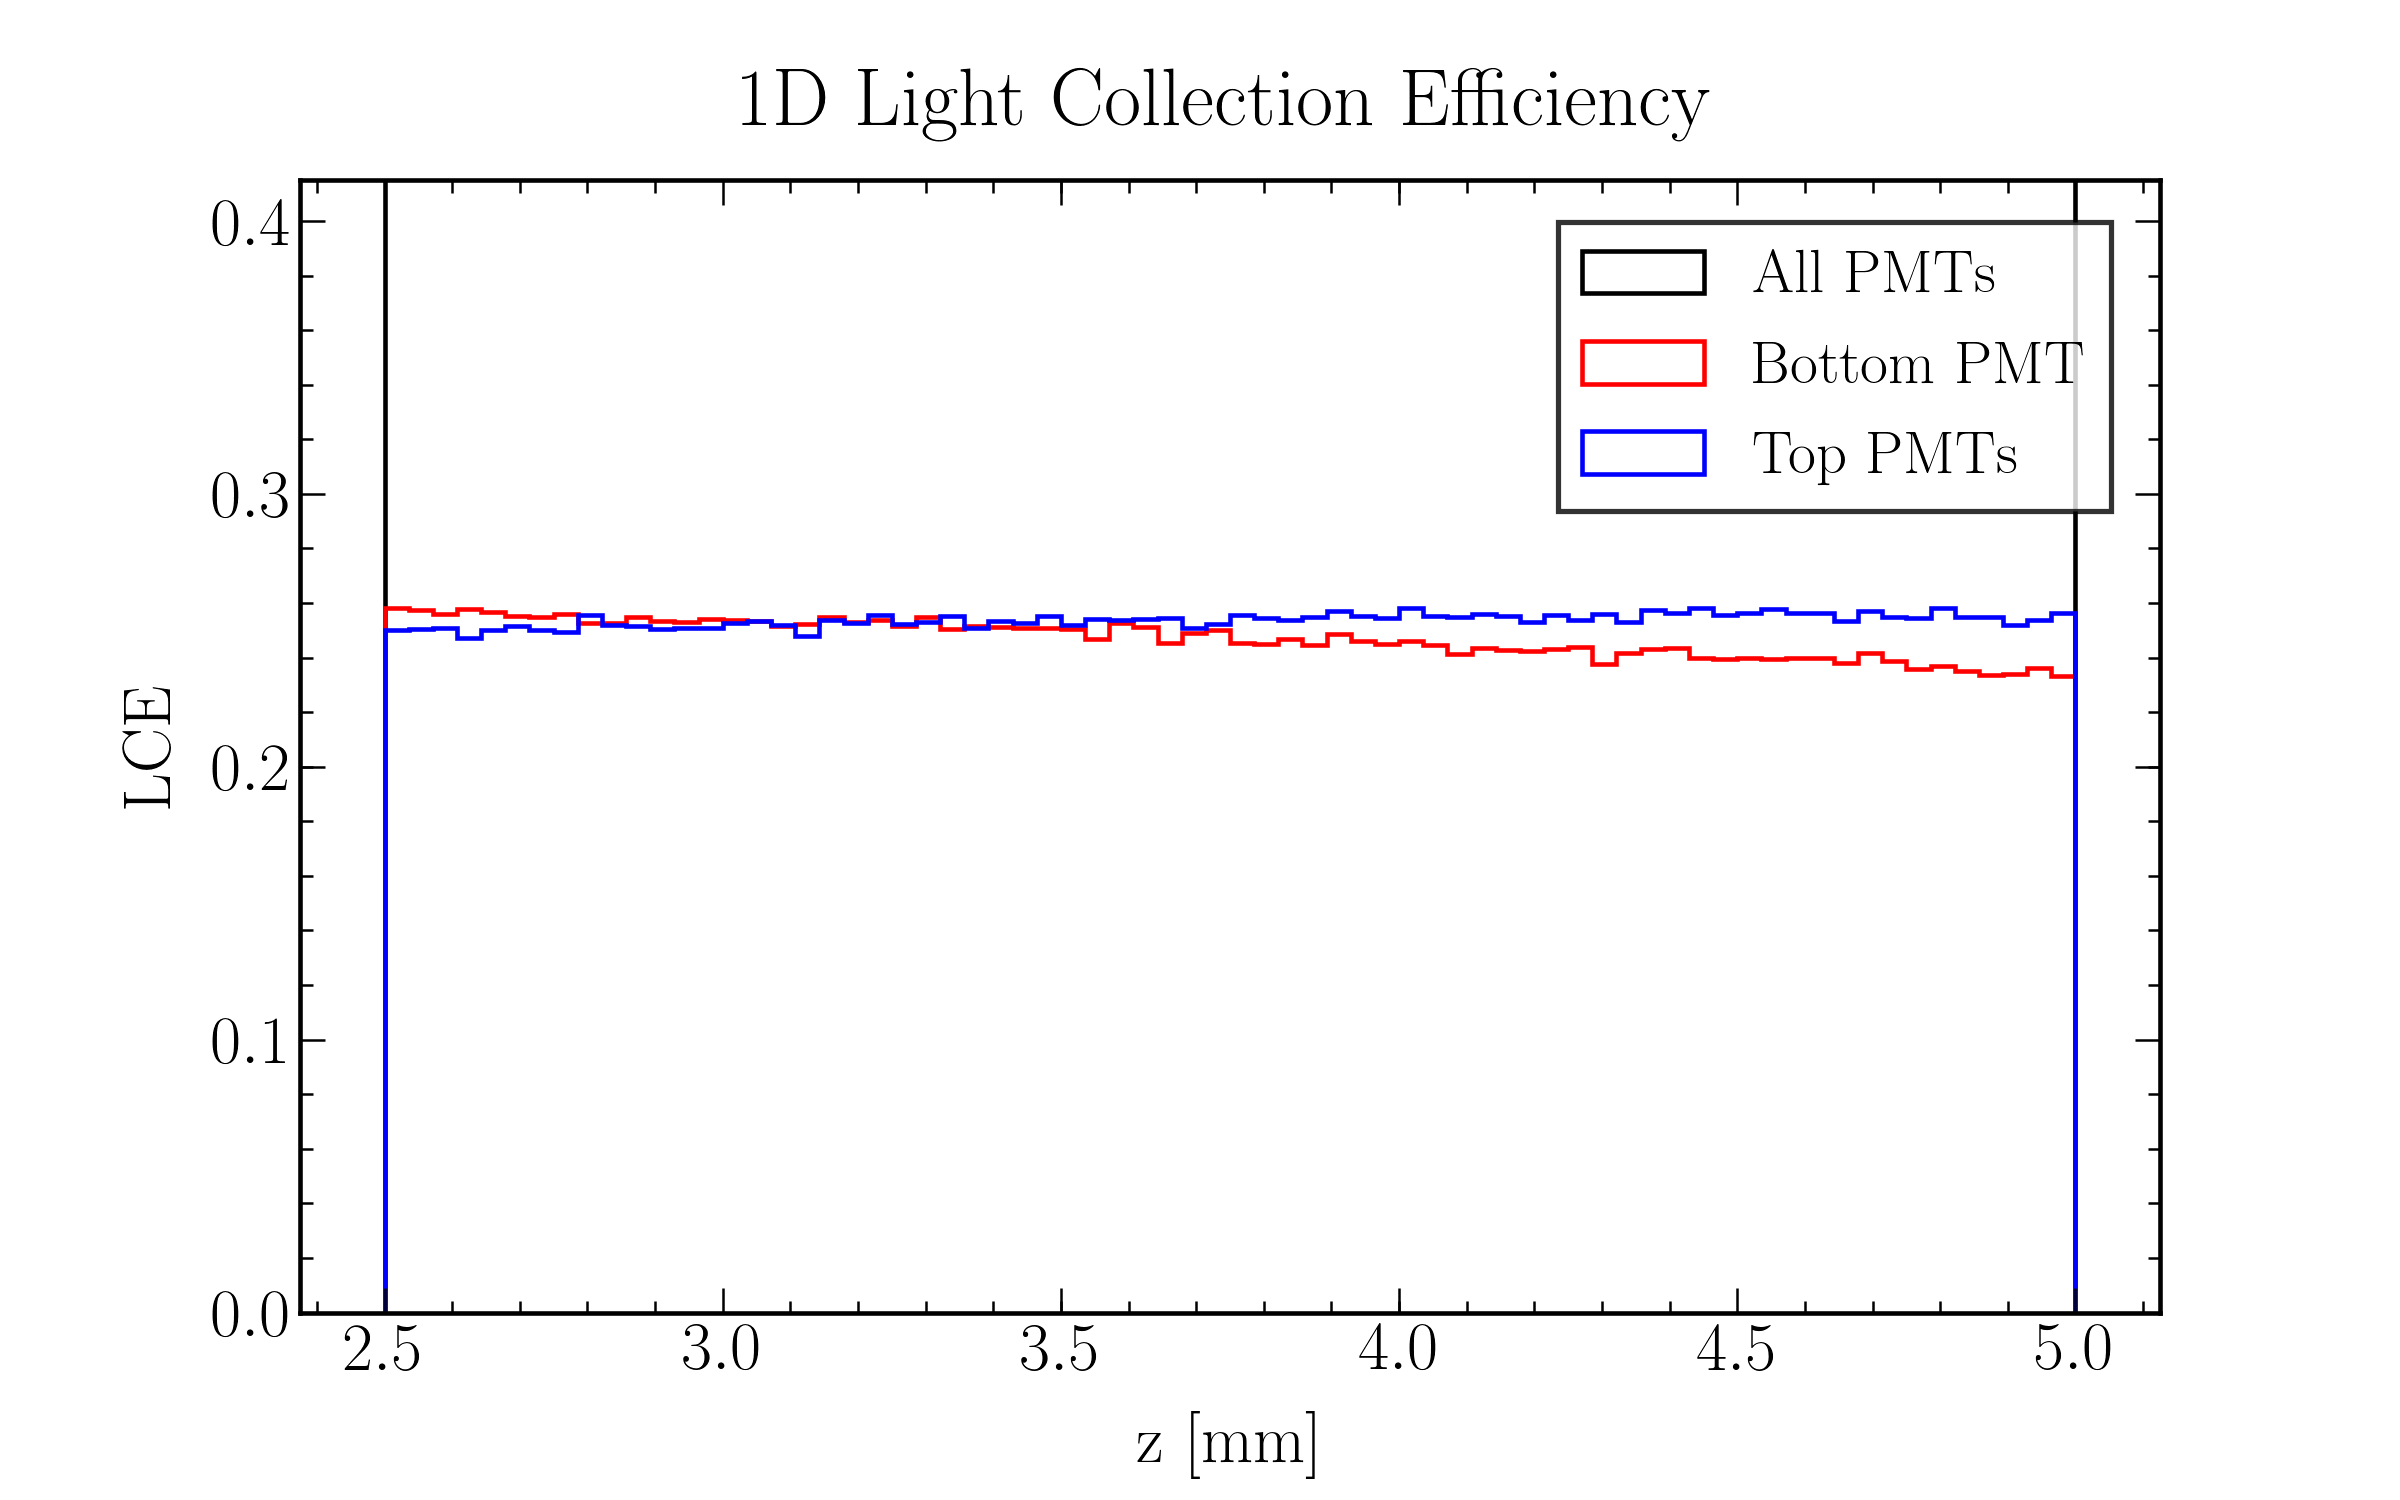 1D Light Collection Efficiency
All PMTs
Bottom PMT
Top PMTs
LCE
0.4
0.3
0.2
0.1
0.0
2.5 3.0 3.5 4.0 4.5 5.0
z [mm]